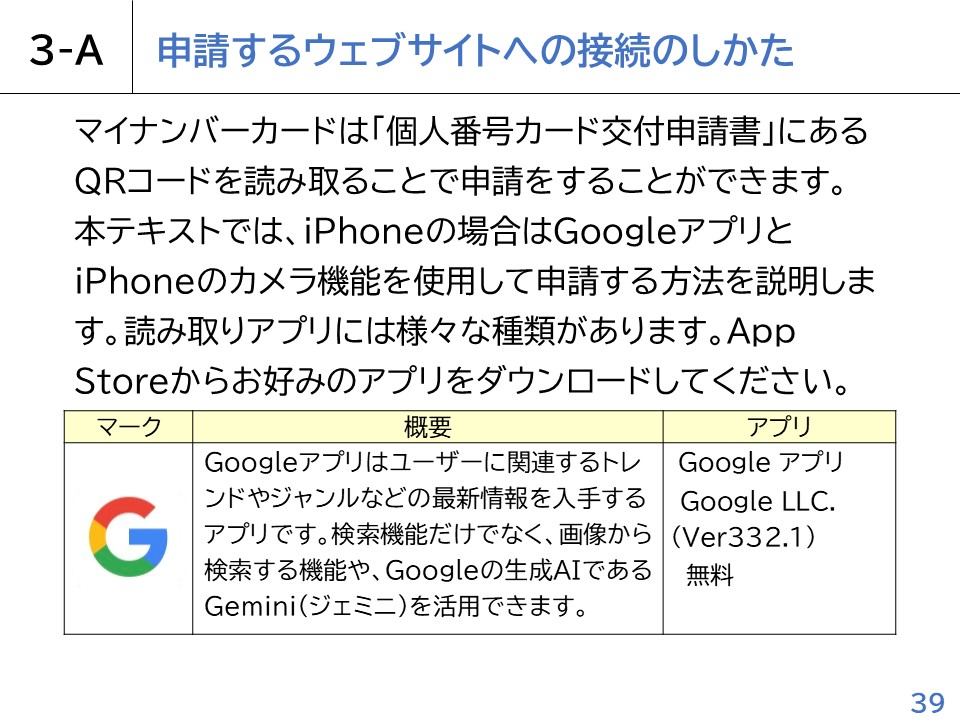 3-A
申請するウェブサイトへの接続のしかた
マイナンバーカードは「個人番号カード交付申請書」にある
QRコードを読み取ることで申請をすることができます。
本テキストでは、iPhoneの場合はGoogleアプリと
iPhoneのカメラ機能を使用して申請する方法を説明しま
す。読み取りアプリには様々な種類があります。App
Storeからお好みのアプリをダウンロードしてください。
マーク 概要 アプリ
Googleアプリはユーザーに関連するトレ
ンドやジャンルなどの最新情報を入手する
アプリです。検索機能だけでなく、画像から
検索する機能や、Googleの生成AIである
Gemini(ジェミニ)を活用できます。
Google アプリ
Google LLC.
(Ver332.1)
無料
39